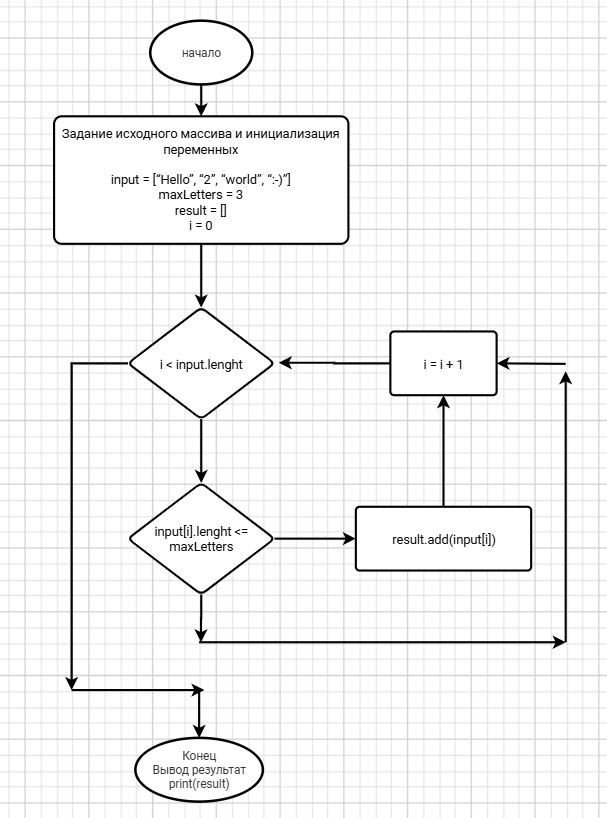 начало
Задание исходного массива и инициализация
переменных
input = [“Hello”, “2”, “world”, “:-)”]
maxLetters = 3
result = []
i = 0
i < input.lenght
i = i + 1
input[i].lenght <=
maxLetters
result.add(input[i])
Конец
Вывод результат
print(result)